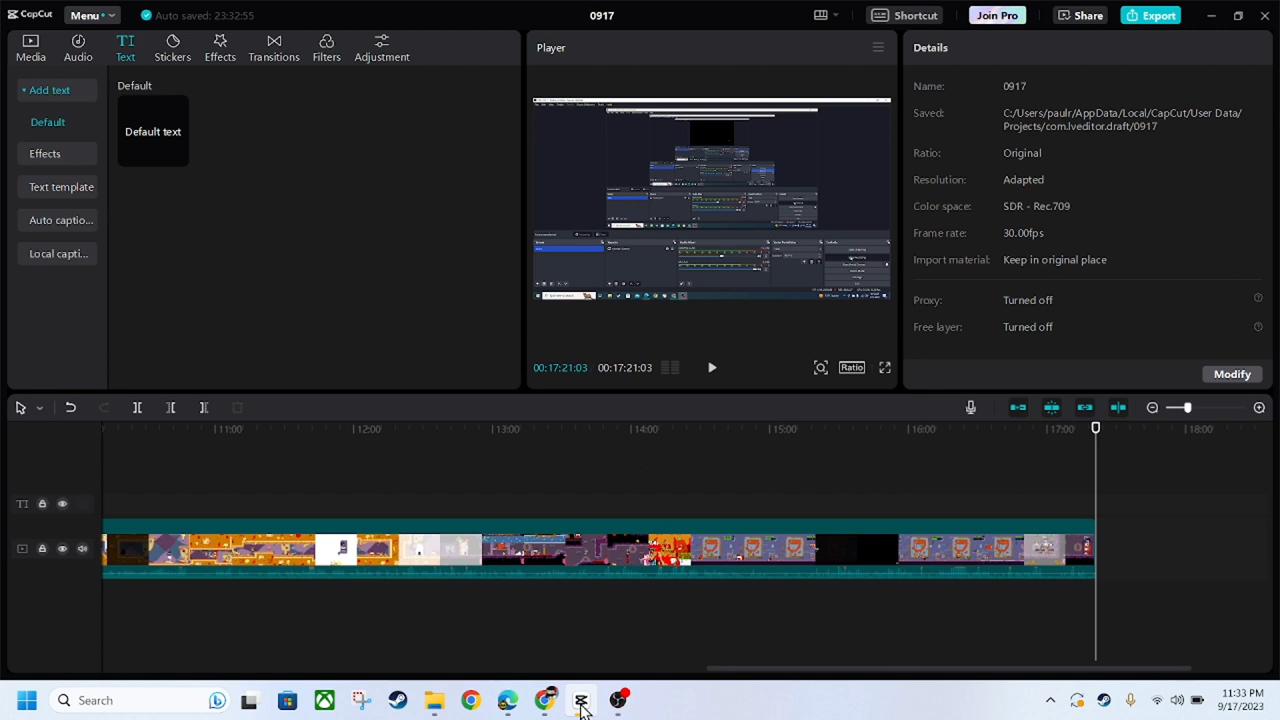 CapCut Menu Auto saved: 23:32:55 0917 Shortcut Join Pro Share Export
Media Audio Text Stickers Effects Transitions Filters Adjustment
Player
Details
Add text
Default
Effects
Auto captio...
Default
Default text
Name: 0917
Saved: C:/Users/paulr/AppData/Local/CapCut/User Data/
Projects/com.lveditor.draft/0917
Ratio: Original
Resolution: Adapted
Color space: SDR - Rec.709
Frame rate: 30.00fps
Import material: Keep in original place
Proxy: Turned off
Free layer: Turned off
Modify
00:17:21:03 00:17:21:03 Ratio
11:00 12:00 13:00 14:00 15:00 16:00 17:00 18:00
Search
11:33 PM
9/17/2023